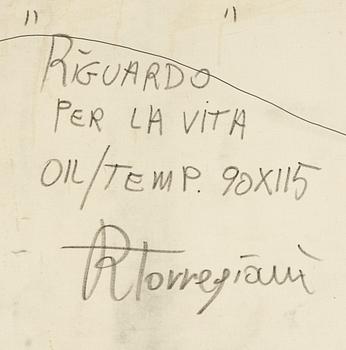 " "
RIGUARDO
PER LA VITA
OIL/TEMP. 90X115
RTorregiani